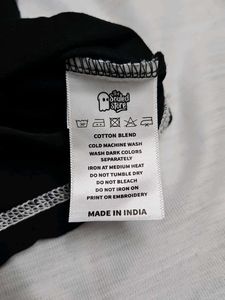 The
Souled
Store
COTTON BLEND
COLD MACHINE WASH
WASH DARK COLORS
SEPARATELY
IRON AT MEDIUM HEAT
DO NOT TUMBLE DRY
DO NOT BLEACH
DO NOT IRON ON
PRINT OR EMBROIDERY
MADE IN INDIA